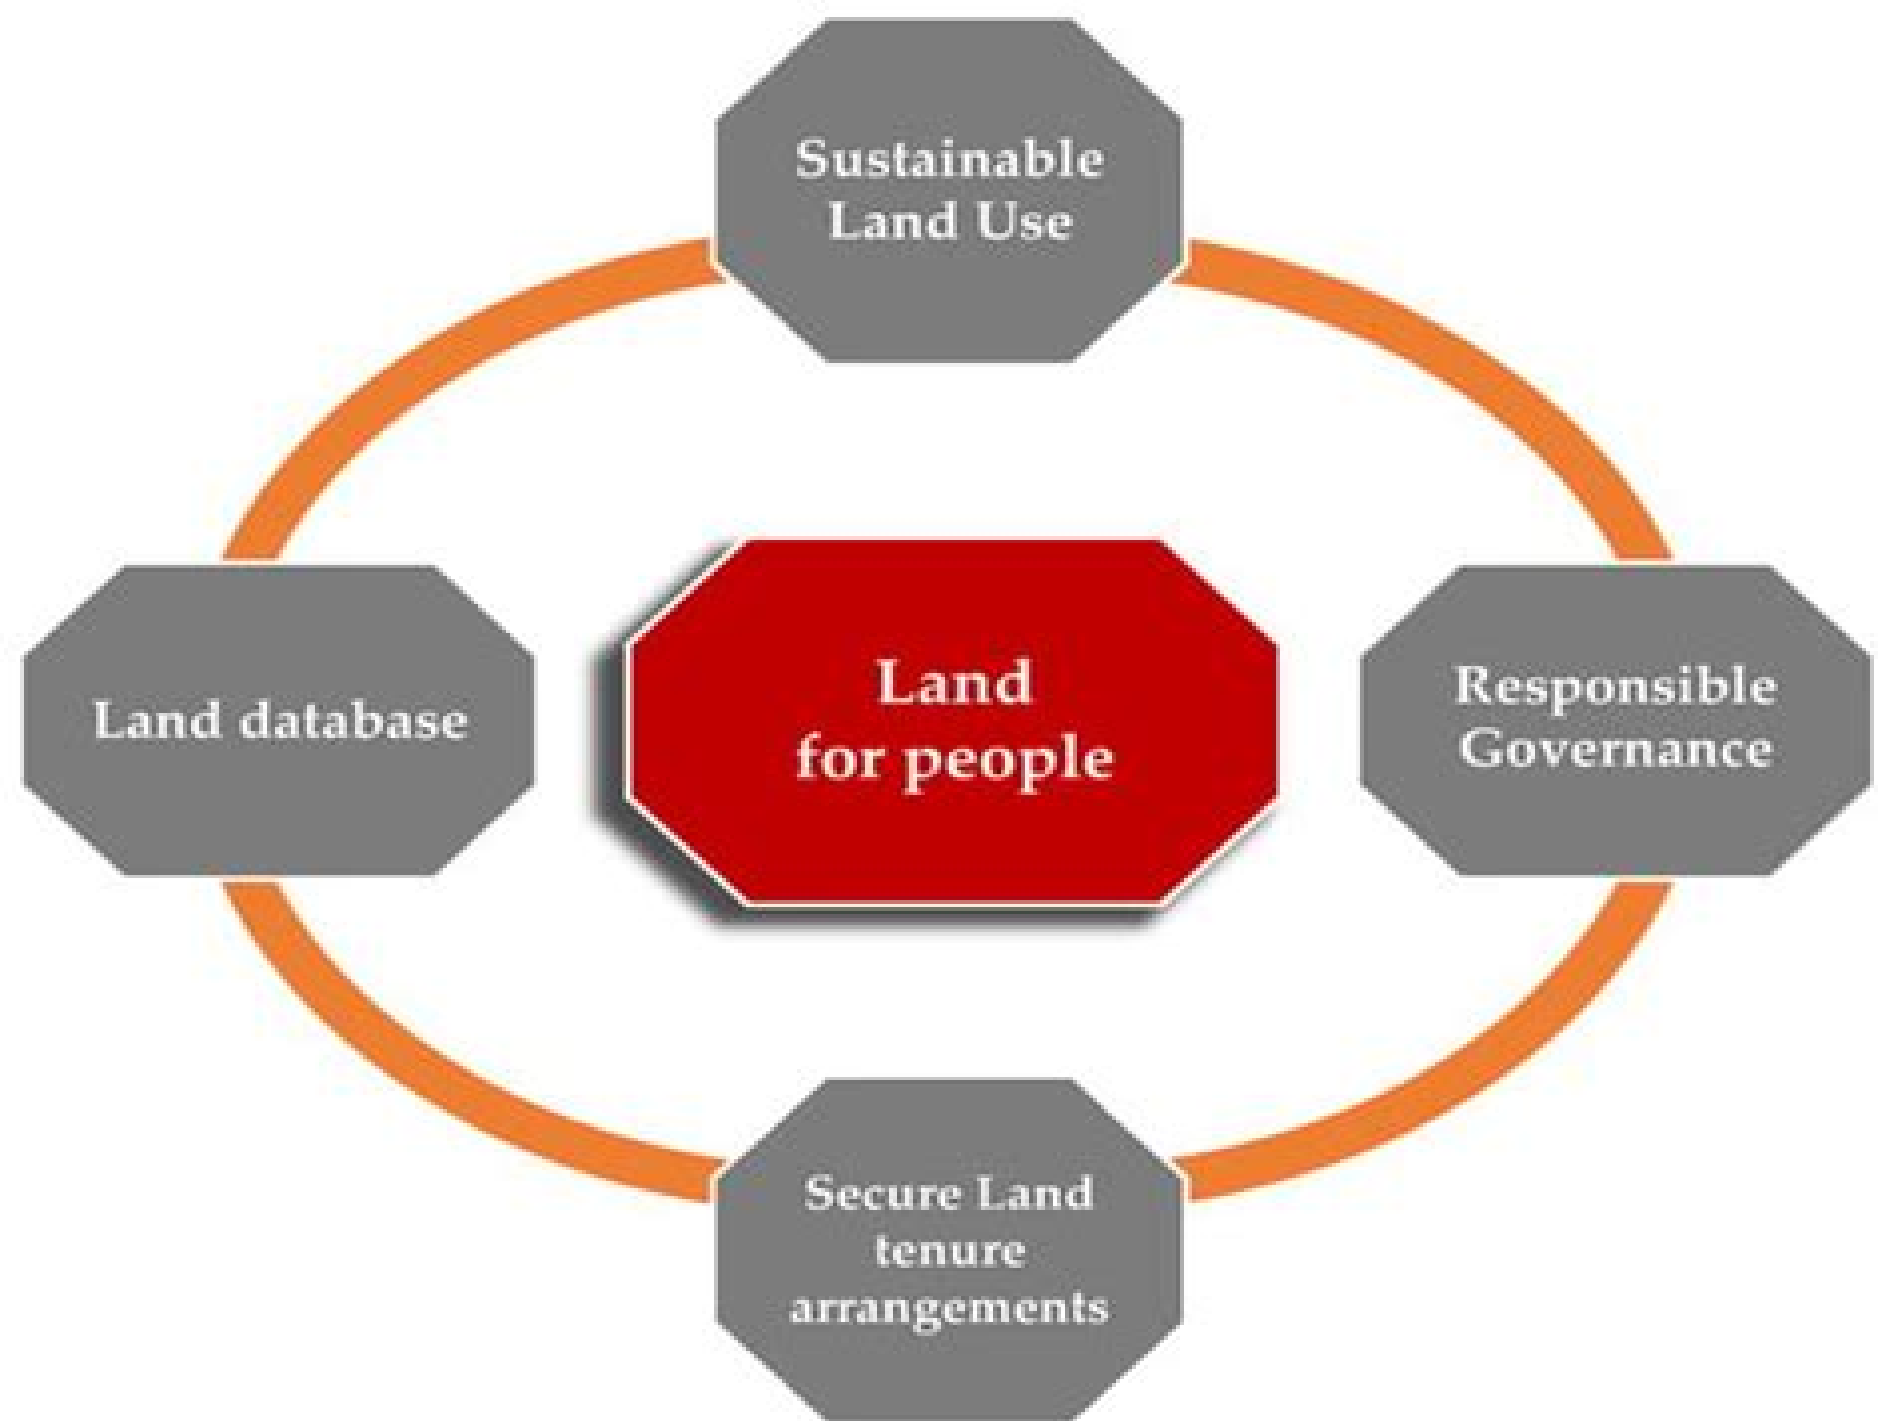 Sustainable
Land Use
Land database
Land
for people
Responsible
Governance
Secure Land
tenure
arrangements